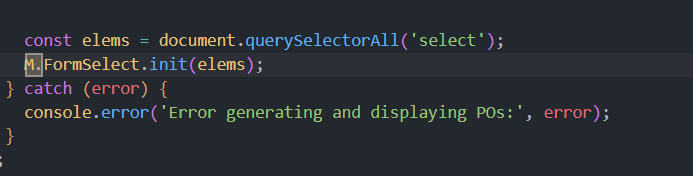 const elems = document.querySelectorAll('select');
M.FormSelect.init(elems);
} catch (error) {
console.error('Error generating and displaying POs:', error);
}
;